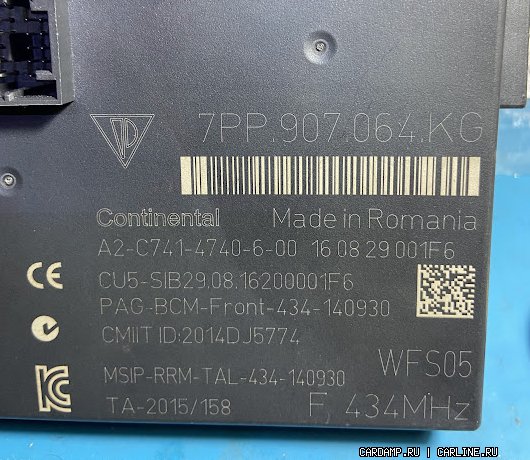 7PP.907.064.KG
Continental Made in Romania
A2-C741-4740-6-00 16 08 29 001F6
CU5-SIB29.08.16200001F6
PAG-BCM-Front-434-140930
CMIIT ID:2014DJ5774
WFS05
MSIP-RRM-TAL-434-140930
TA-2015/158
F 434MHz
CARDAMP.RU | CARLINE.RU